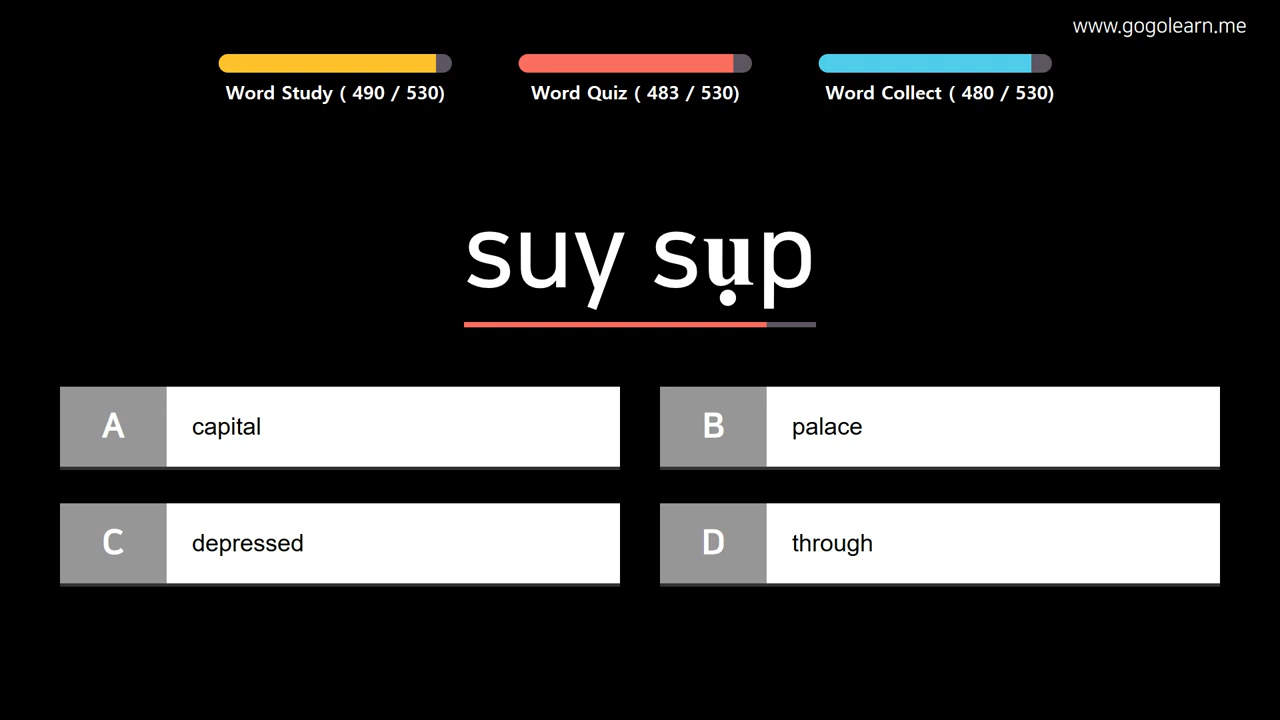 www.gogolearn.me
Word Study ( 490 / 530)
Word Quiz ( 483 / 530)
Word Collect ( 480 / 530)
suy sụp
A capital
B palace
C depressed
D through